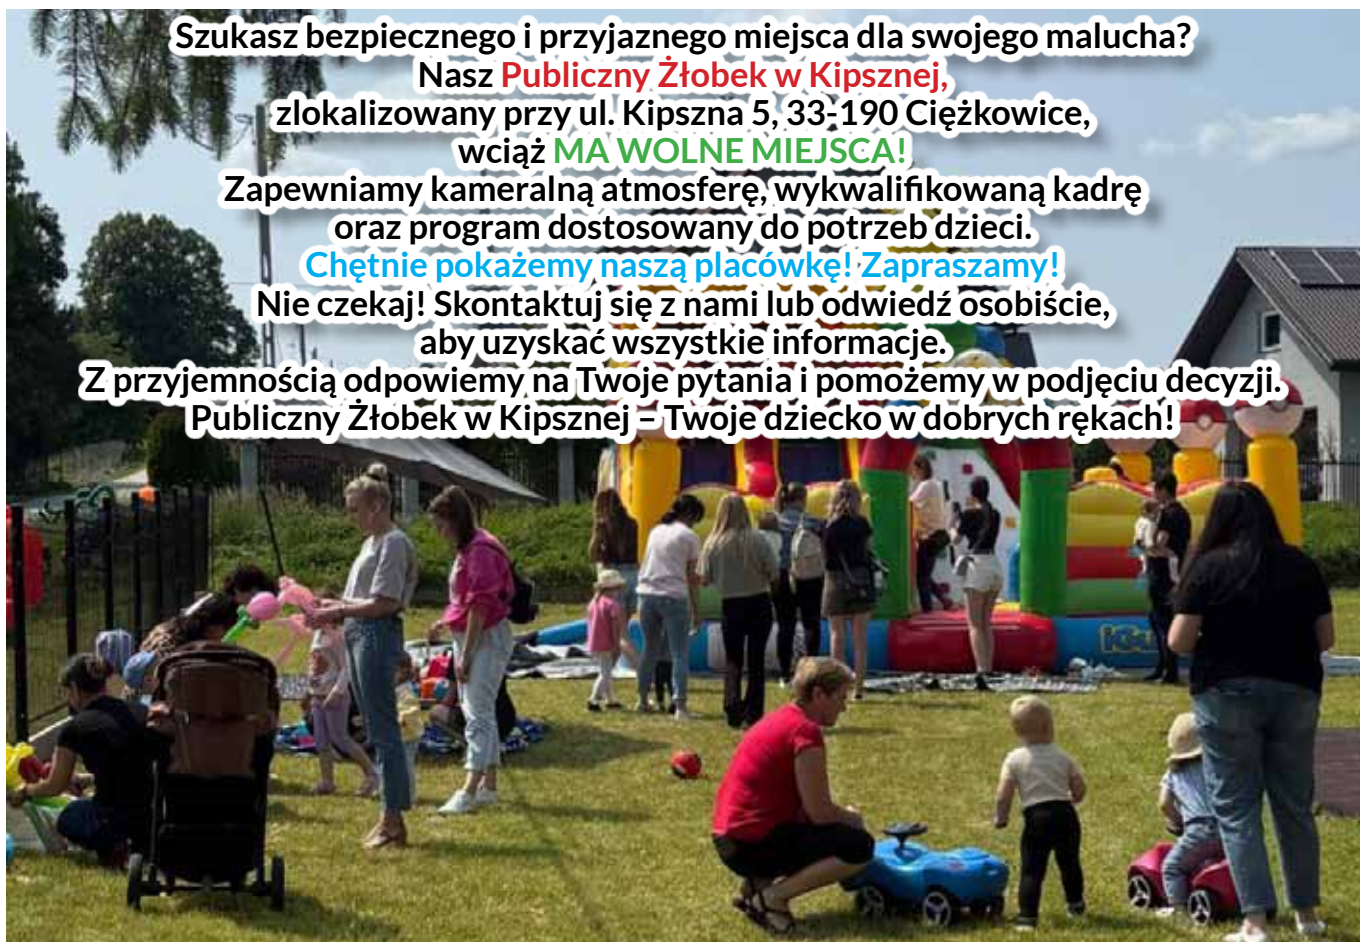 Szukasz bezpiecznego i przyjaznego miejsca dla swojego malucha?
Nasz Publiczny Żłobek w Kipsznej,
zlokalizowany przy ul. Kipszna 5, 33-190 Ciężkowice,
wciąż MA WOLNE MIEJSCA!
Zapewniamy kameralną atmosferę, wykwalifikowaną kadrę
oraz program dostosowany do potrzeb dzieci.
Chętnie pokażemy naszą placówkę! Zapraszamy!
Nie czekaj! Skontaktuj się z nami lub odwiedź osobiście,
aby uzyskać wszystkie informacje.
Z przyjemnością odpowiemy na Twoje pytania i pomożemy w podjęciu decyzji.
Publiczny Żłobek w Kipsznej – Twoje dziecko w dobrych rękach!